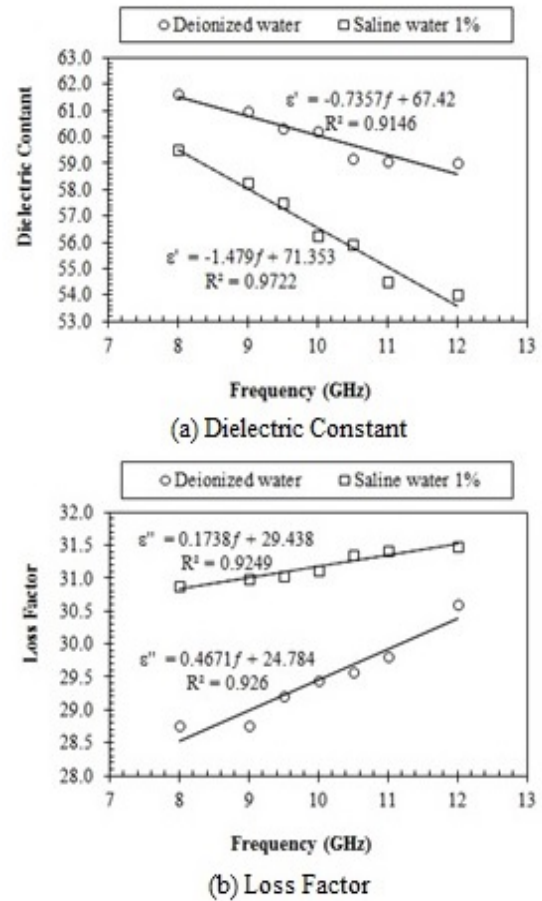 Deionized water Saline water 1%
63.0
62.0
61.0
60.0
59.0
58.0
57.0
56.0
55.0
54.0
53.0
Dielectric Contant
ε' = -0.7357f + 67.42
R² = 0.9146
ε' = -1.479f + 71.353
R² = 0.9722
7 8 9 10 11 12 13
Frequency (GHz)
(a) Dielectric Constant
Deionized water Saline water 1%
32.0
31.5
31.0
30.5
30.0
29.5
29.0
28.5
28.0
Loss Factor
ε" = 0.1738f + 29.438
R² = 0.9249
ε" = 0.4671f + 24.784
R² = 0.926
7 8 9 10 11 12 13
Frequency (GHz)
(b) Loss Factor